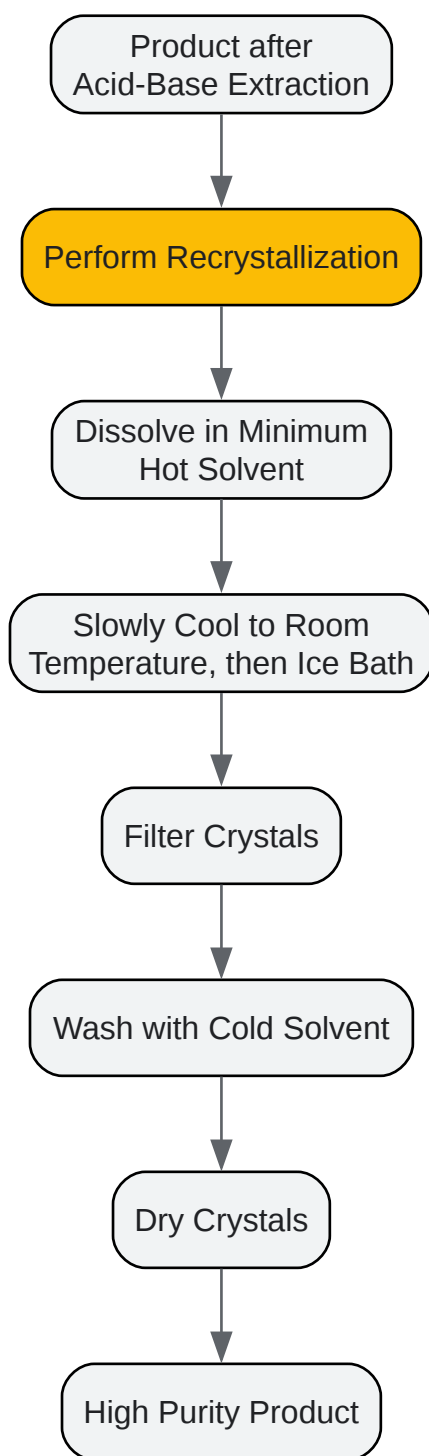 Product after
Acid-Base Extraction
Perform Recrystallization
Dissolve in Minimum
Hot Solvent
Slowly Cool to Room
Temperature, then Ice Bath
Filter Crystals
Wash with Cold Solvent
Dry Crystals
High Purity Product